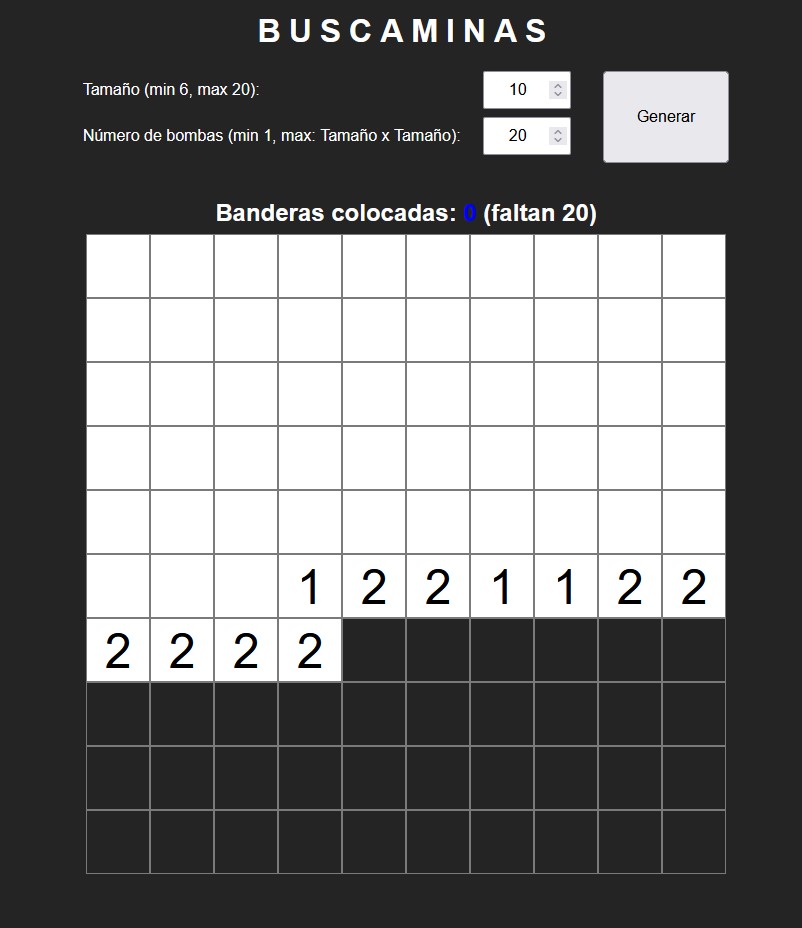 BUSCAMINAS
Tamaño (min 6, max 20):
10
Número de bombas (min 1, max: Tamaño x Tamaño):
20
Generar
Banderas colocadas: 0 (faltan 20)
1 2 2 1 1 2 2
2 2 2 2